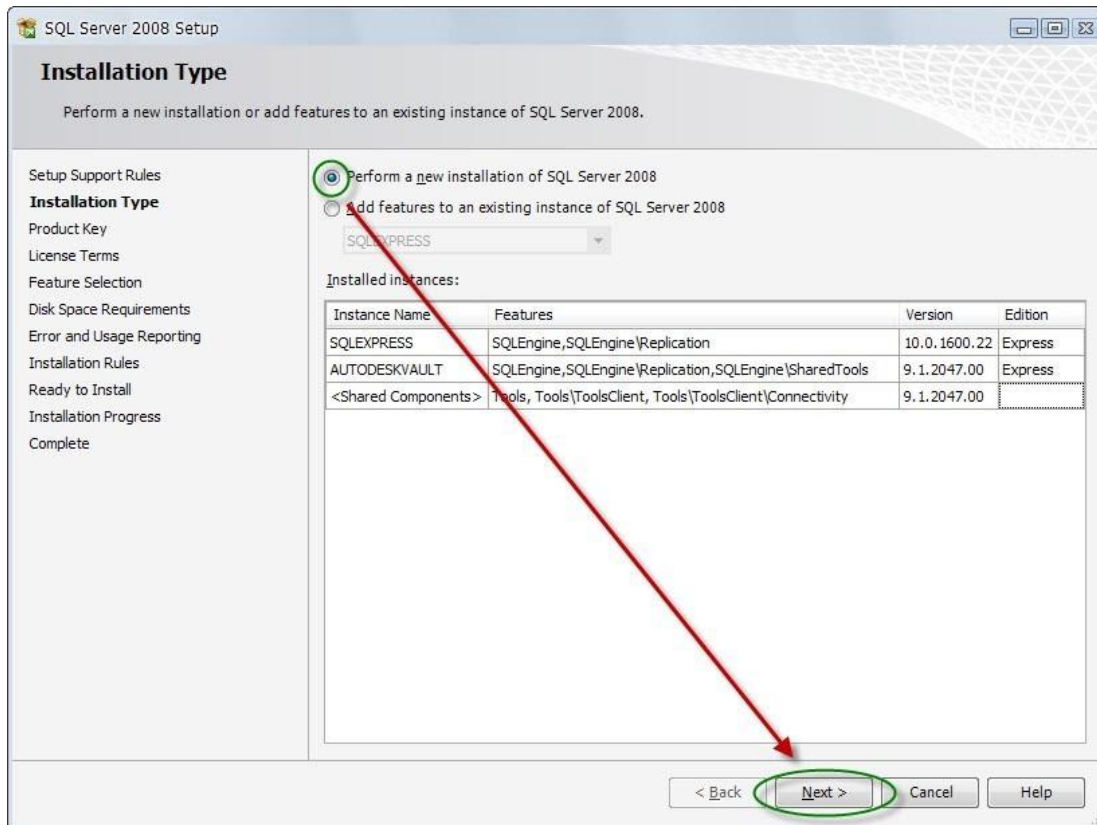 SQL Server 2008 Setup
Installation Type
Perform a new installation or add features to an existing instance of SQL Server 2008.
Setup Support Rules
Installation Type
Product Key
License Terms
Feature Selection
Disk Space Requirements
Error and Usage Reporting
Installation Rules
Ready to Install
Installation Progress
Complete
Perform a new installation of SQL Server 2008
Add features to an existing instance of SQL Server 2008
SQLEXPRESS
Installed instances:
Instance Name Features Version Edition
SQLEXPRESS SQLEngine,SQLEngine\Replication 10.0.1600.22 Express
AUTODESKVAULT SQLEngine,SQLEngine\Replication,SQLEngine\SharedTools 9.1.2047.00 Express
<Shared Components> Tools, Tools\ToolsClient, Tools\ToolsClient\Connectivity 9.1.2047.00
< Back Next > Cancel Help